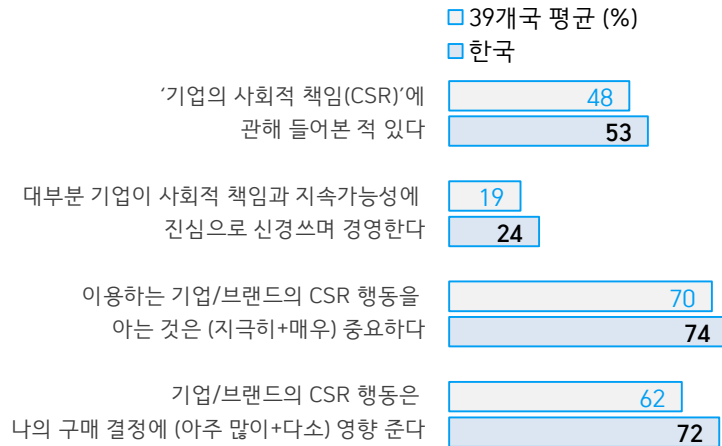 39개국 평균 (%)
한국
‘기업의 사회적 책임(CSR)’에
관해 들어본 적 있다
48
53
대부분 기업이 사회적 책임과 지속가능성에
진심으로 신경쓰며 경영한다
19
24
이용하는 기업/브랜드의 CSR 행동을
아는 것은 (지극히+매우) 중요하다
70
74
기업/브랜드의 CSR 행동은
나의 구매 결정에 (아주 많이+다소) 영향 준다
62
72